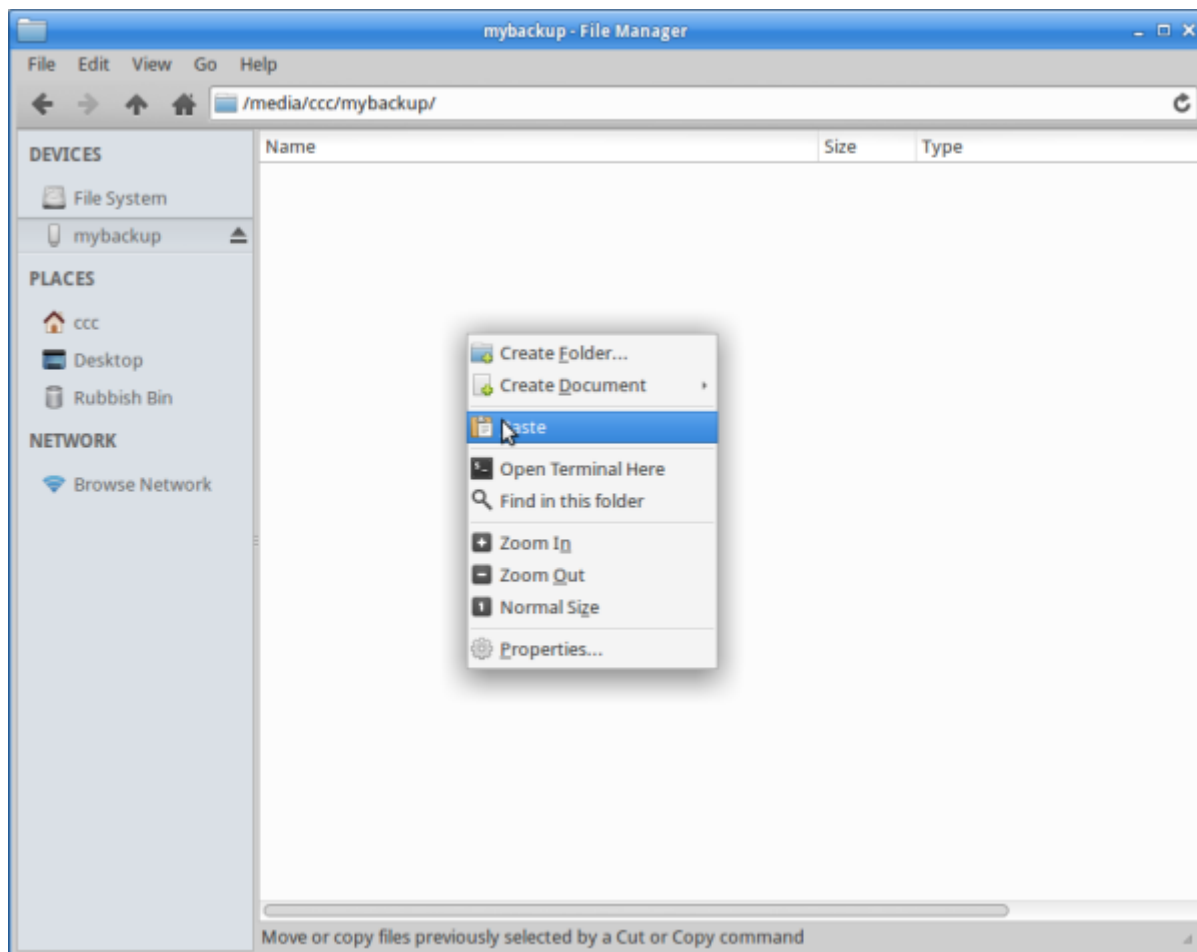 mybackup - File Manager
File Edit View Go Help
/media/ccc/mybackup/
DEVICES
File System
mybackup
PLACES
ccc
Desktop
Rubbish Bin
NETWORK
Browse Network
Name Size Type
Create Folder...
Create Document
Paste
Open Terminal Here
Find in this folder
Zoom In
Zoom Out
Normal Size
Properties...
Move or copy files previously selected by a Cut or Copy command